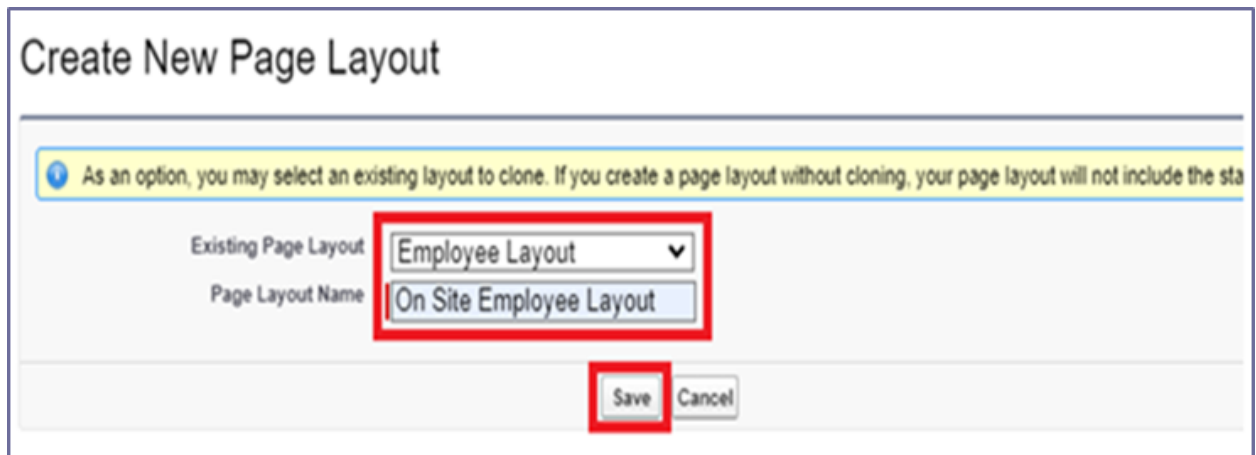 Create New Page Layout
As an option, you may select an existing layout to clone. If you create a page layout without cloning, your page layout will not include the sta
Existing Page Layout Employee Layout
Page Layout Name On Site Employee Layout
Save Cancel